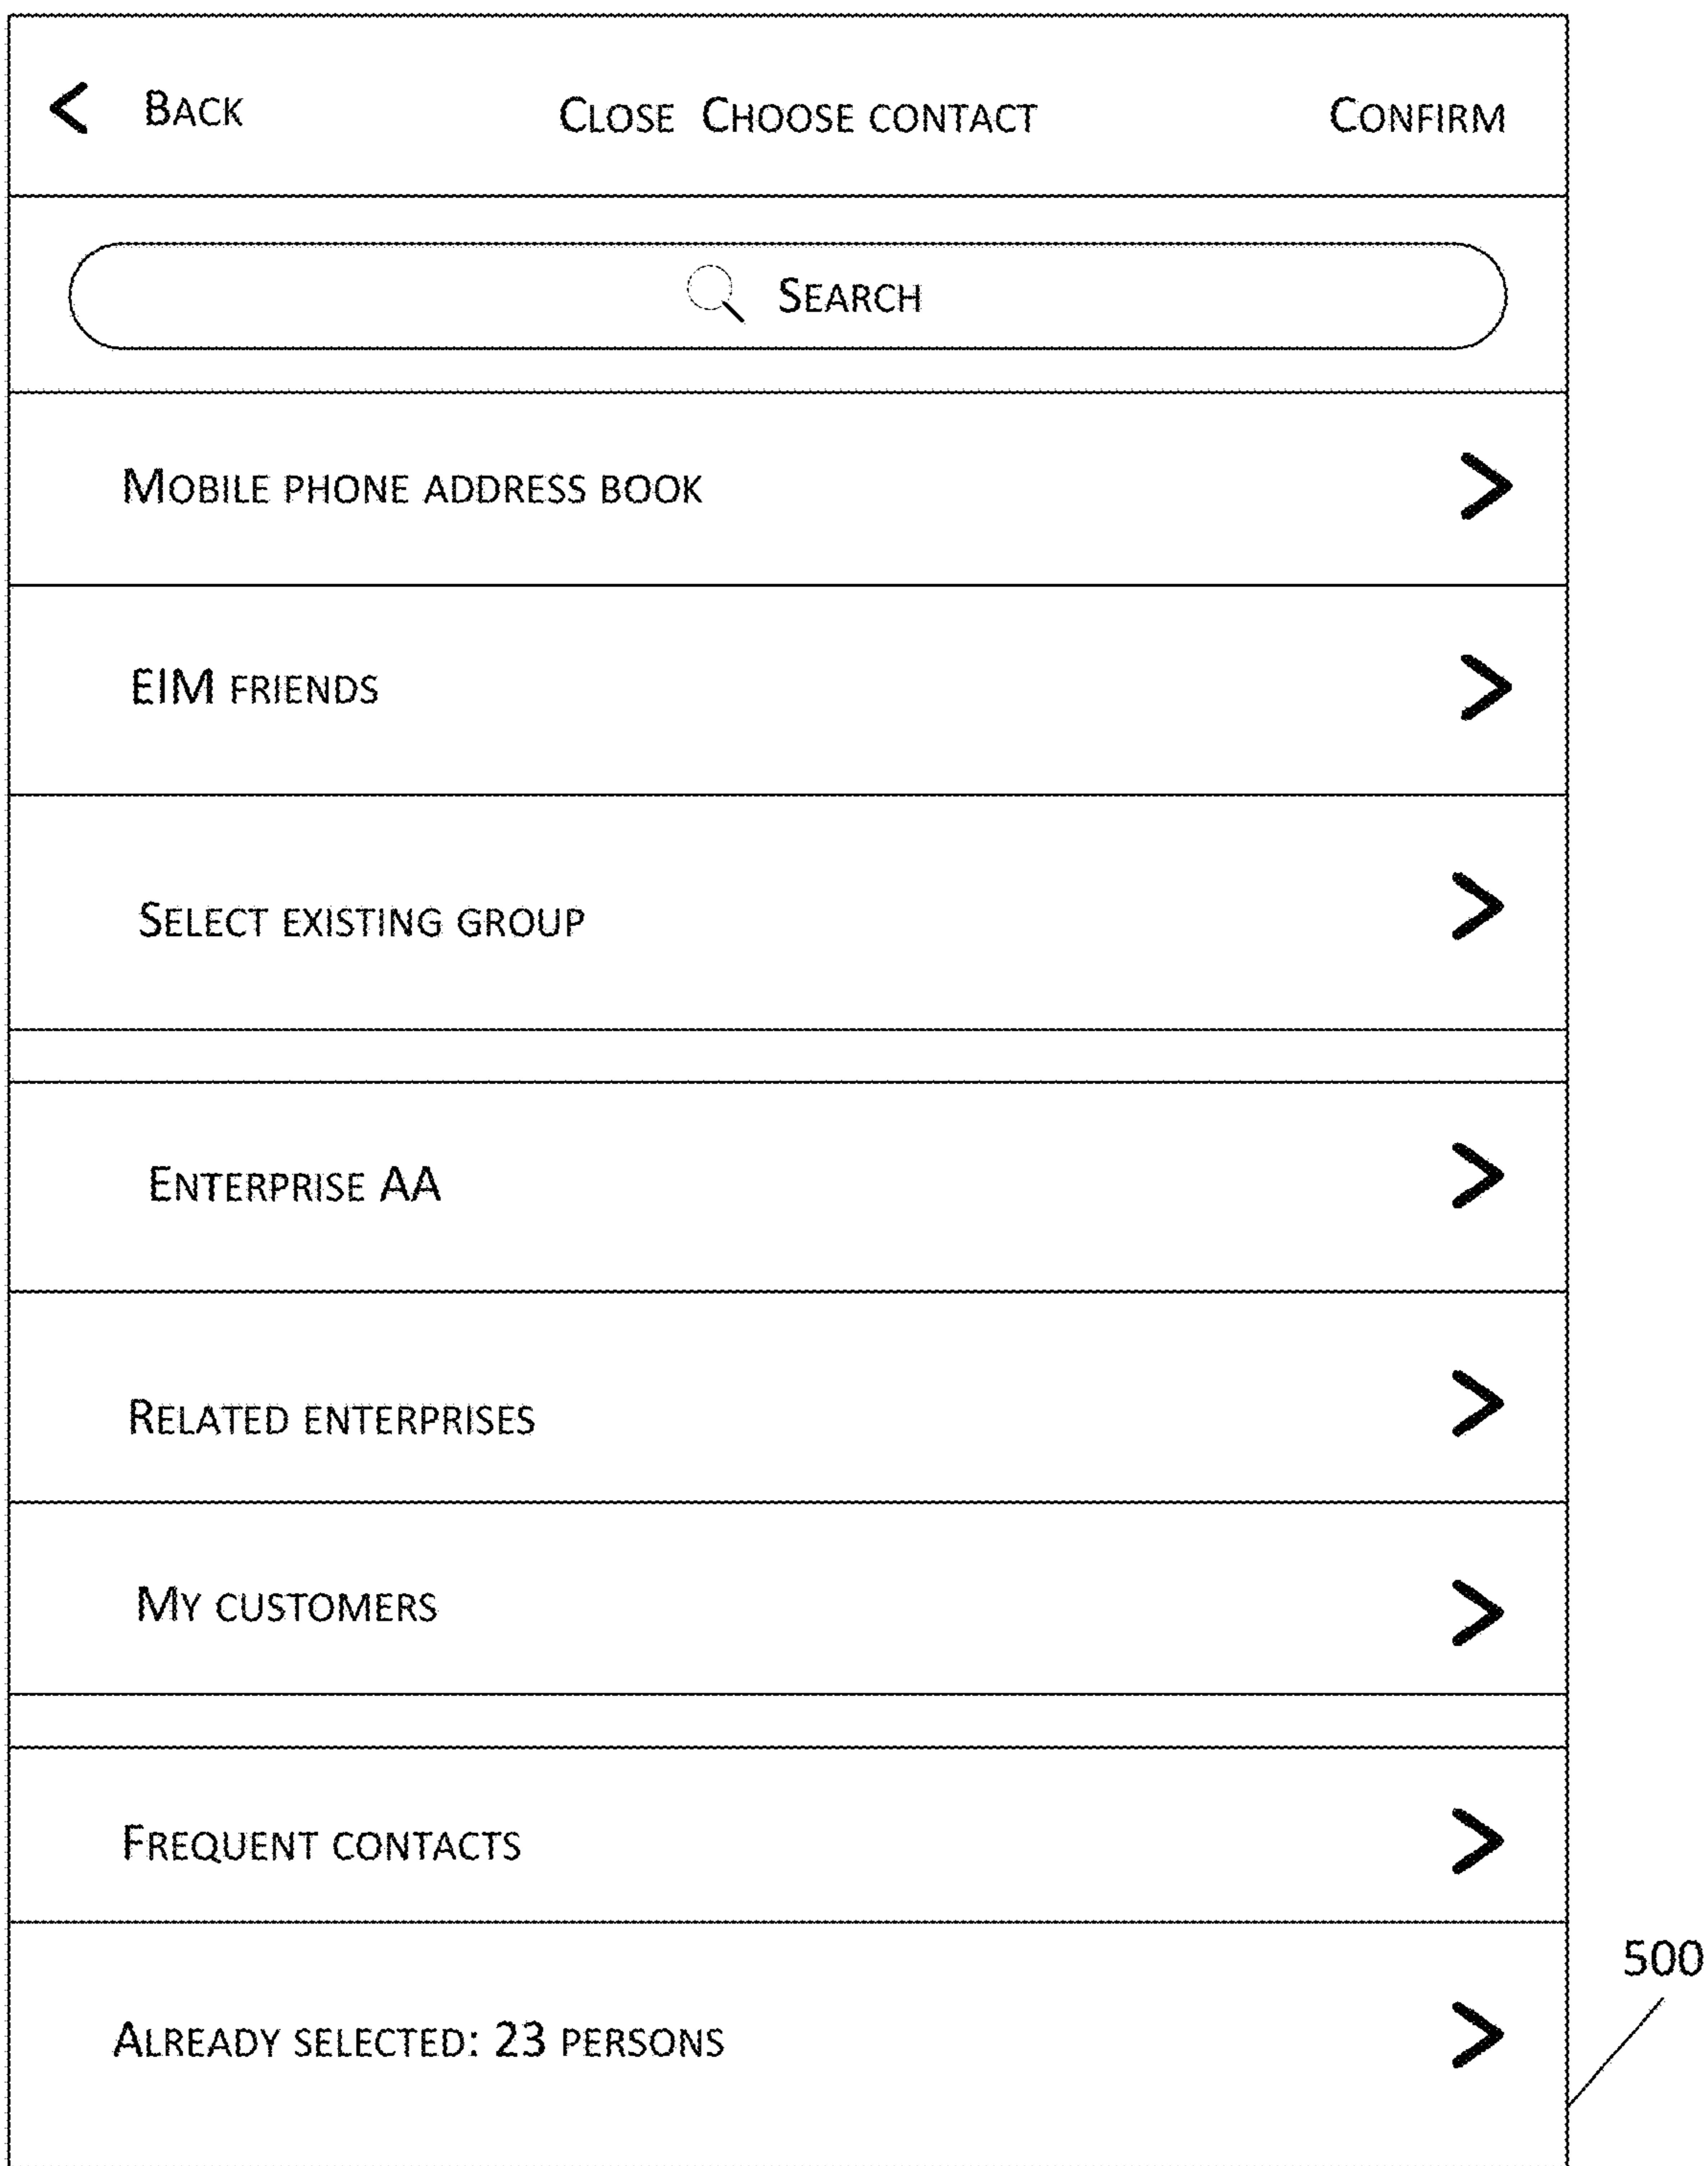 < BACK CLOSE CHOOSE CONTACT CONFIRM
SEARCH
MOBILE PHONE ADDRESS BOOK >
EIM FRIENDS >
SELECT EXISTING GROUP >
ENTERPRISE AA >
RELATED ENTERPRISES >
MY CUSTOMERS >
FREQUENT CONTACTS >
500
ALREADY SELECTED: 23 PERSONS >